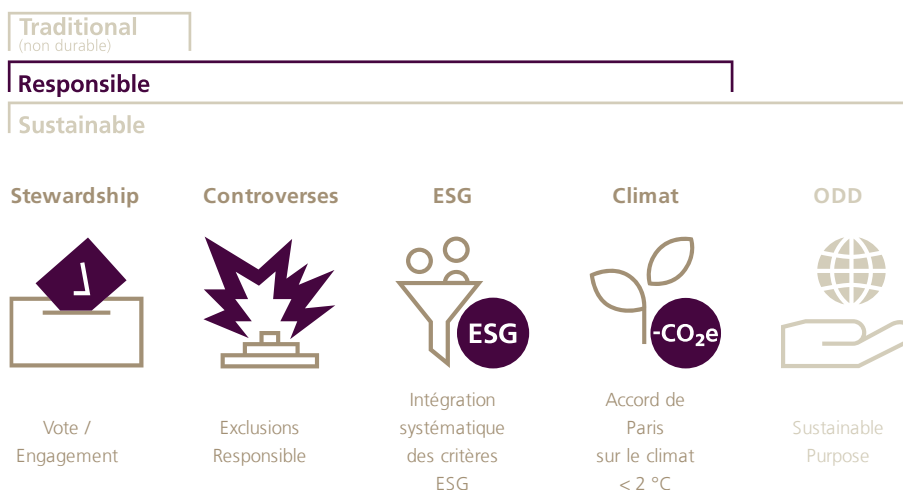 Traditional
(non durable)
Responsible
Sustainable
Stewardship
Controverses
ESG
Climat
ODD
ESG
-CO₂e
Vote /
Engagement
Exclusions
Responsible
Intégration
systématique
des critères
ESG
Accord de
Paris
sur le climat
< 2 °C
Sustainable
Purpose